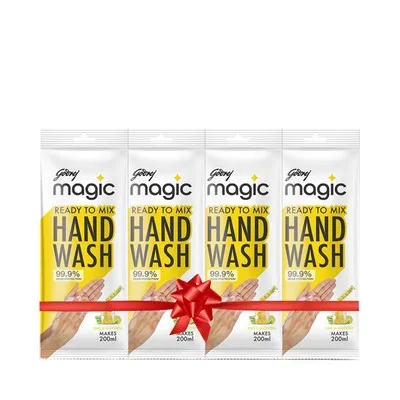 Godrej
magic
READY TO MIX
HAND
WASH
99.9%
MAKES
200ml
Godrej
magic
READY TO MIX
HAND
WASH
99.9%
MAKES
200ml
Godrej
magic
READY TO MIX
HAND
WASH
99.9%
MAKES
200ml
Godrej
magic
READY TO MIX
HAND
WASH
99.9%
MAKES
200ml